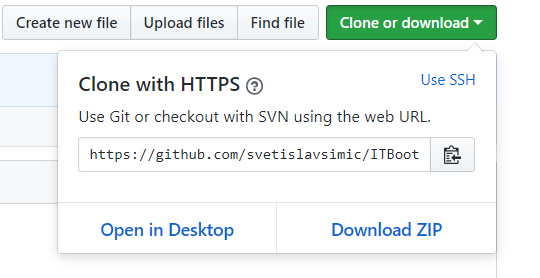 Create new file Upload files Find file Clone or download
Clone with HTTPS ? Use SSH
Use Git or checkout with SVN using the web URL.
https://github.com/svetislavsimic/ITBoot
Open in Desktop Download ZIP